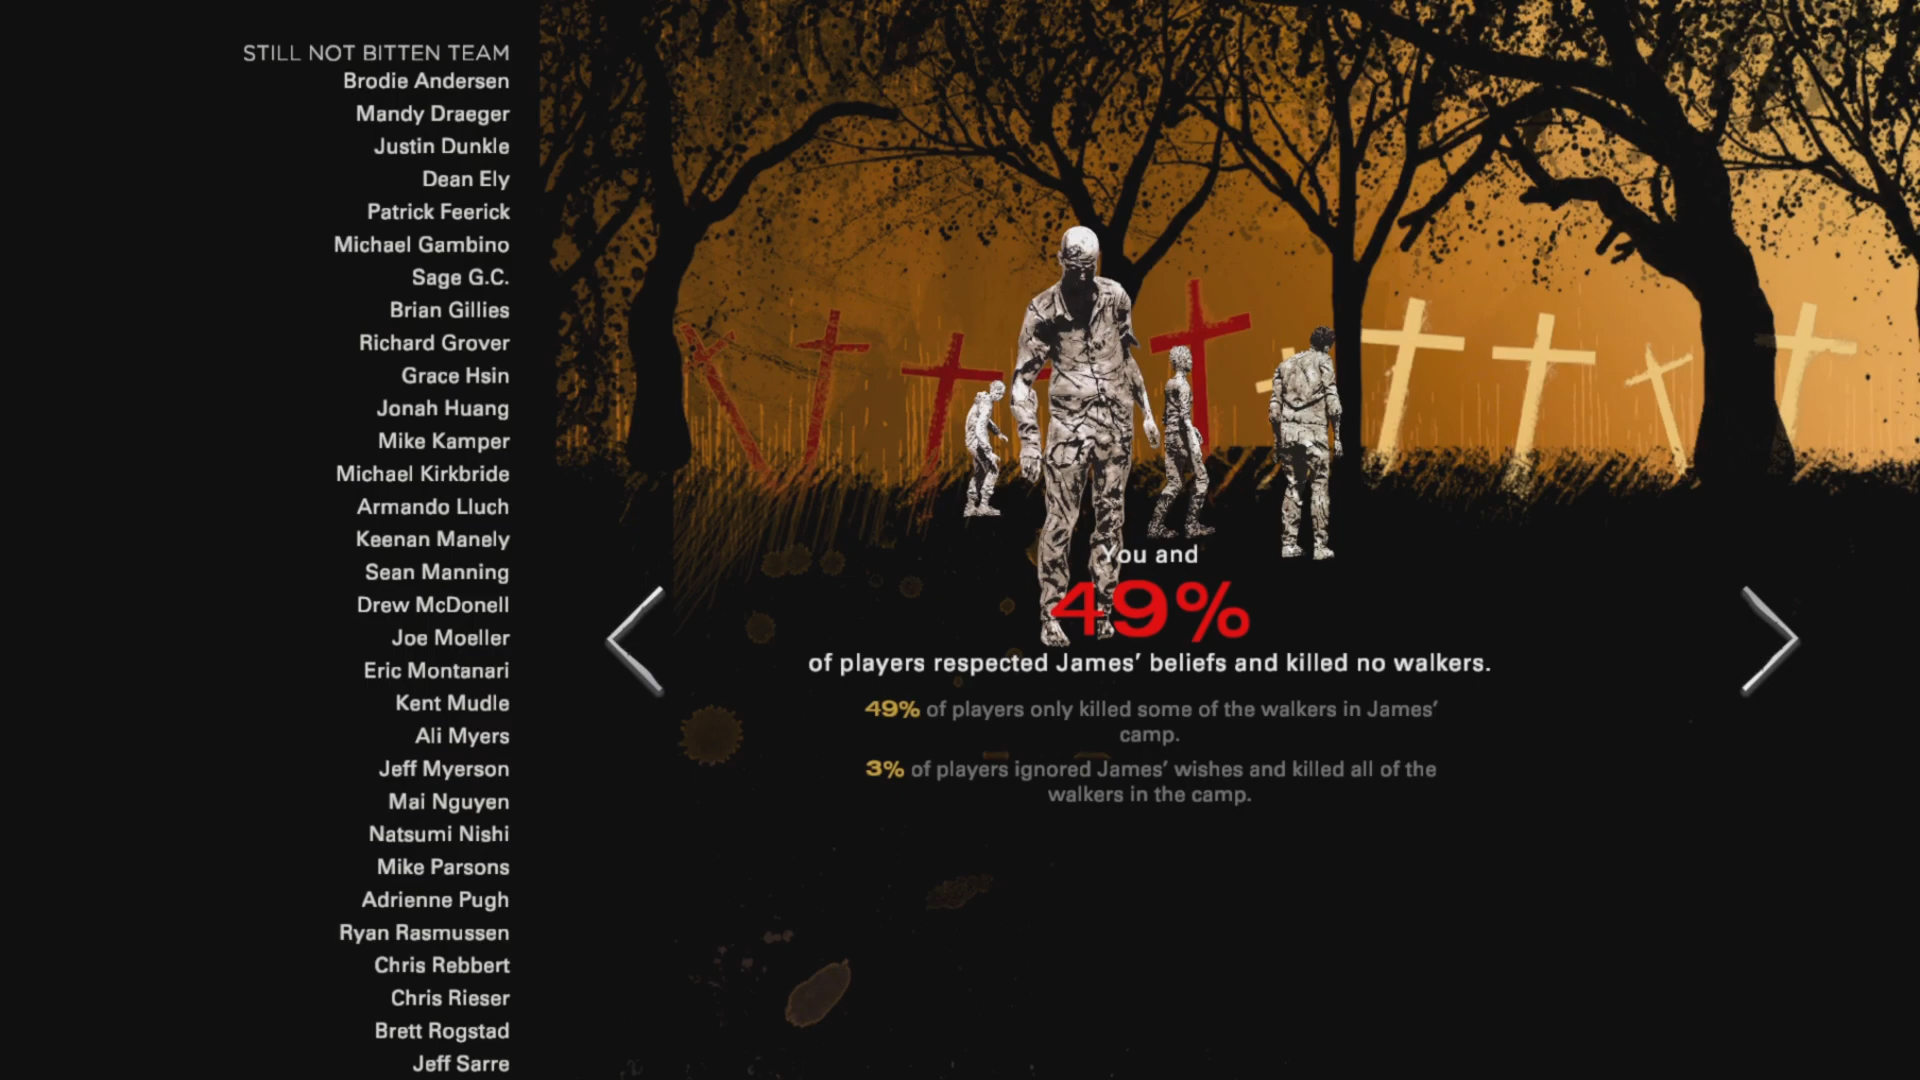 STILL NOT BITTEN TEAM
Brodie Andersen
Mandy Draeger
Justin Dunkle
Dean Ely
Patrick Feerick
Michael Gambino
Sage G.C.
Brian Gillies
Richard Grover
Grace Hsin
Jonah Huang
Mike Kamper
Michael Kirkbride
Armando Lluch
Keenan Manely
Sean Manning
Drew McDonell
Joe Moeller
Eric Montanari
Kent Mudle
Ali Myers
Jeff Myerson
Mai Nguyen
Natsumi Nishi
Mike Parsons
Adrienne Pugh
Ryan Rasmussen
Chris Rebbert
Chris Rieser
Brett Rogstad
Jeff Sarre
You and
49%
of players respected James' beliefs and killed no walkers.
49% of players only killed some of the walkers in James'
camp.
3% of players ignored James' wishes and killed all of the
walkers in the camp.